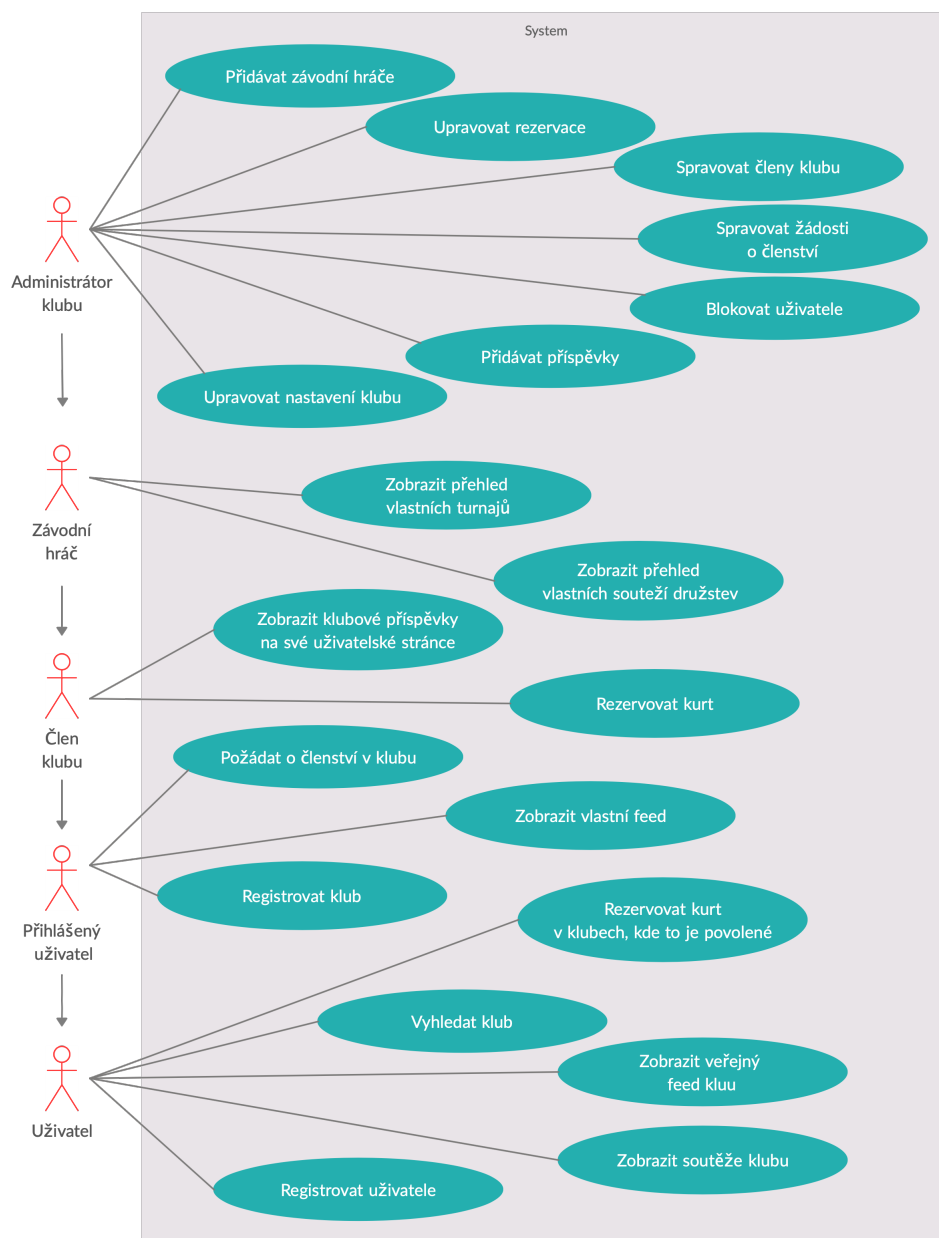 System
Přidávat závodní hráče
Upravovat rezervace
Spravovat členy klubu
Spravovat žádosti
o členství
Administrátor
klubu
Blokovat uživatele
Přidávat příspěvky
Upravovat nastavení klubu
Zobrazit přehled
vlastních turnajů
Závodní
hráč
Zobrazit přehled
vlastních souteží družstev
Zobrazit klubové příspěvky
na své uživatelské stránce
Rezervovat kurt
Člen
klubu
Požádat o členství v klubu
Zobrazit vlastní feed
Registrovat klub
Přihlášený
uživatel
Rezervovat kurt
v klubech, kde to je povolené
Vyhledat klub
Zobrazit veřejný
feed kluu
Uživatel
Zobrazit soutěže klubu
Registrovat uživatele